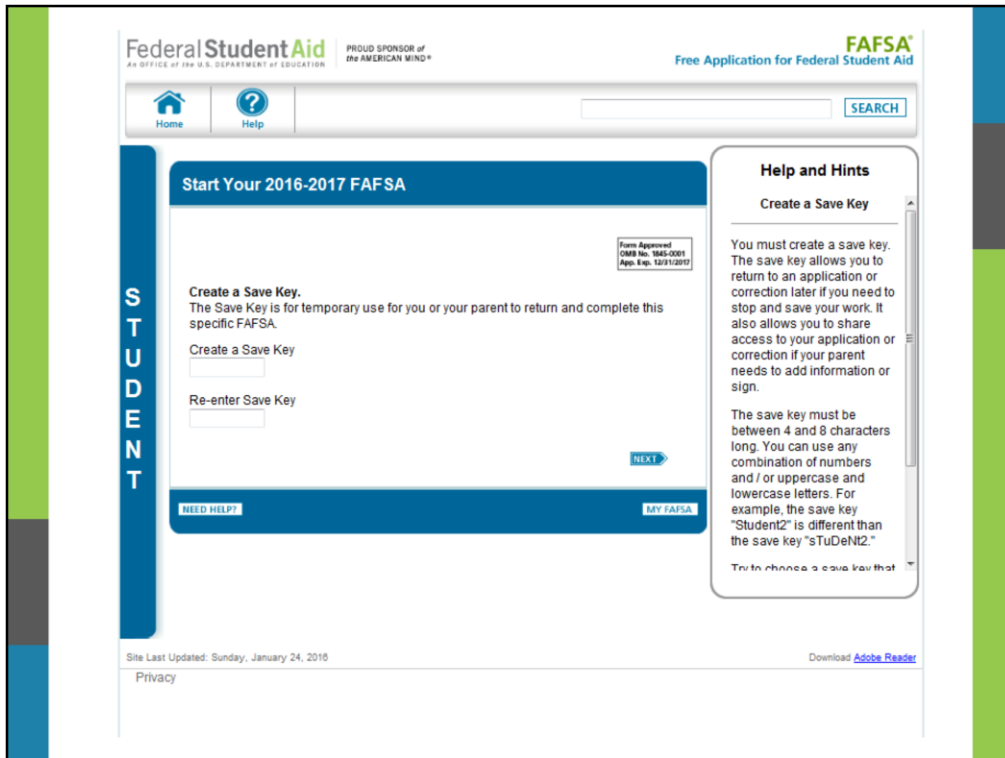 Federal Student Aid
An OFFICE of the U.S. DEPARTMENT of EDUCATION
PROUD SPONSOR of
the AMERICAN MIND®
FAFSA®
Free Application for Federal Student Aid
Home
Help
SEARCH
STUDENT
Start Your 2016-2017 FAFSA
Form Approved
OMB No. 1845-0001
App. Exp. 12/31/2017
Create a Save Key.
The Save Key is for temporary use for you or your parent to return and complete this
specific FAFSA.
Create a Save Key
Re-enter Save Key
NEXT
NEED HELP?
MY FAFSA
Help and Hints
Create a Save Key
You must create a save key.
The save key allows you to
return to an application or
correction later if you need to
stop and save your work. It
also allows you to share
access to your application or
correction if your parent
needs to add information or
sign.
The save key must be
between 4 and 8 characters
long. You can use any
combination of numbers
and / or uppercase and
lowercase letters. For
example, the save key
"Student2" is different than
the save key "sTuDeNt2."
Try to choose a save key that
Site Last Updated: Sunday, January 24, 2016
Download Adobe Reader
Privacy